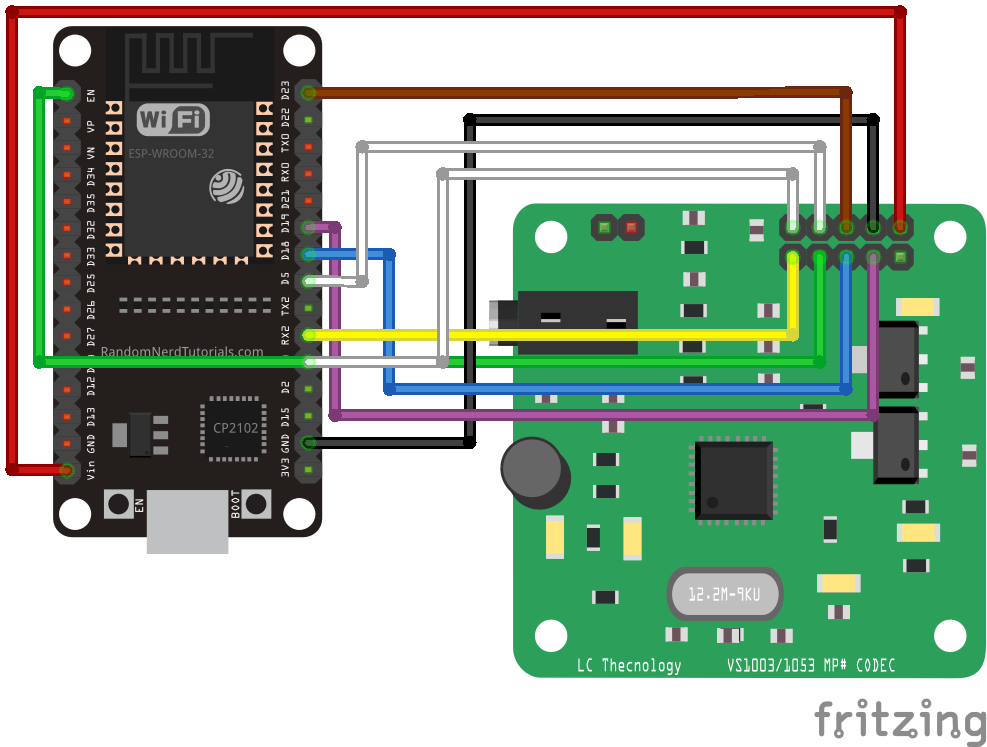 EN
VP
VN
D34
D35
D32
D33
D25
D26
D27
D12
D13
GND
Vin
WiFi
ESP-WROOM-32
D23
D22
TX0
RX0
D21
D19
D18
D5
TX2
RX2
D2
D15
GND
3V3
RandomNerdTutorials.com
CP2102
EN
BOOT
12.2M-9KU
LC Thecnology
VS1003/1053 MP# CODEC
fritzing